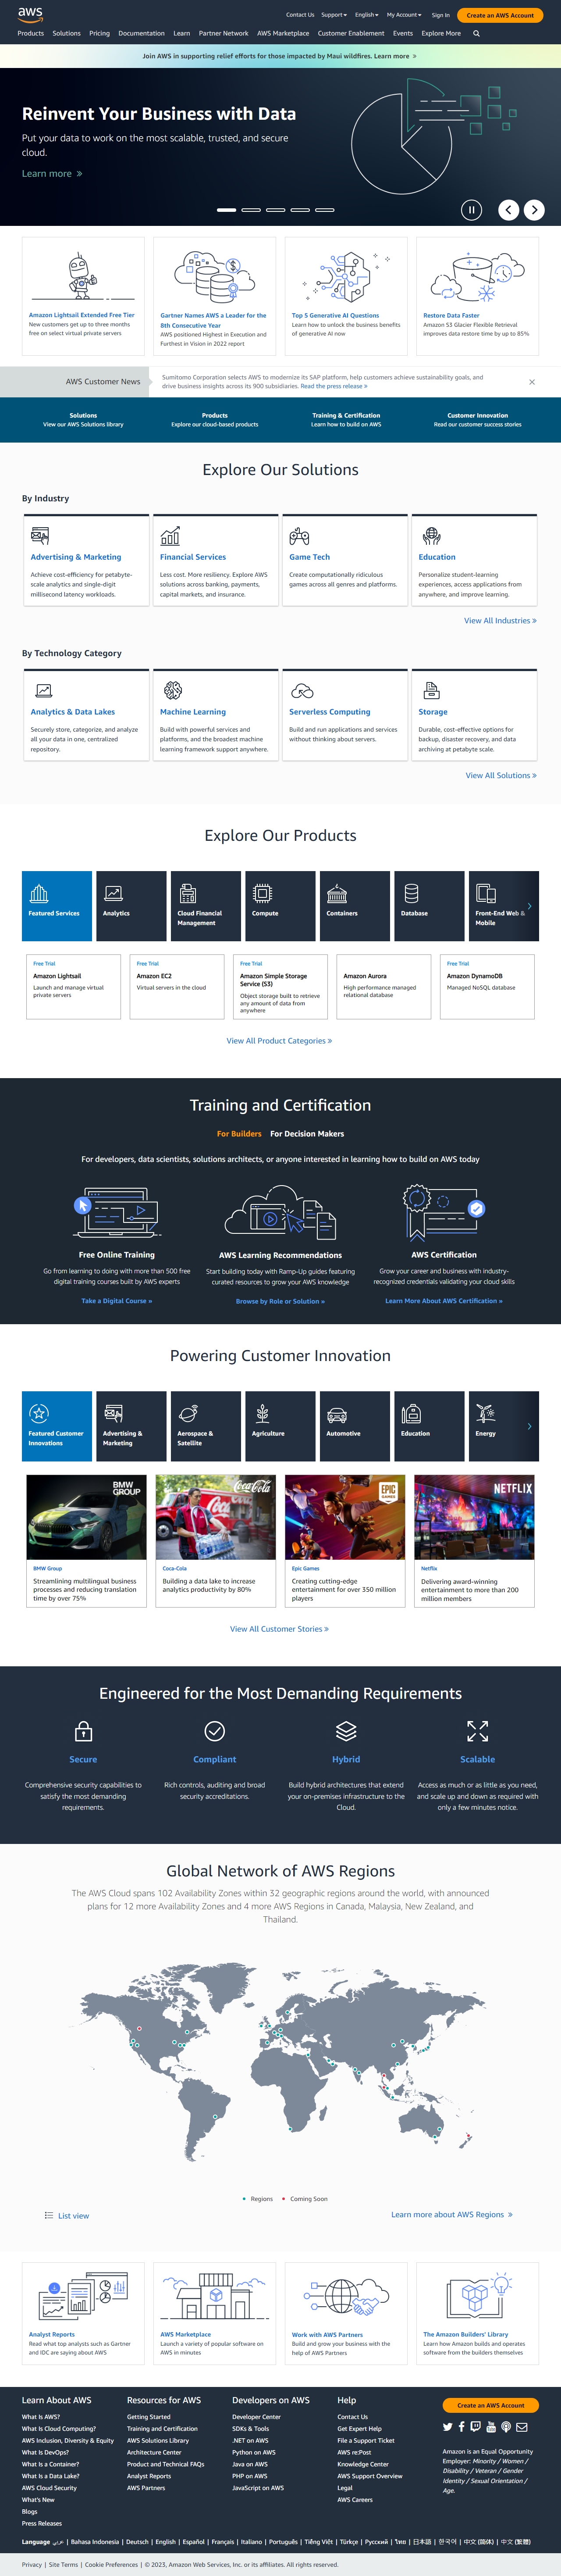 aws
Contact Us Support English My Account Sign In Create an AWS Account
Products Solutions Pricing Documentation Learn Partner Network AWS Marketplace Customer Enablement Events Explore More
Join AWS in supporting relief efforts for those impacted by Maui wildfires. Learn more »
Reinvent Your Business with Data
Put your data to work on the most scalable, trusted, and secure
cloud.
Learn more »
Amazon Lightsail Extended Free Tier
New customers get up to three months
free on select virtual private servers
Gartner Names AWS a Leader for the
8th Consecutive Year
AWS positioned Highest in Execution and
Furthest in Vision in 2022 report
Top 5 Generative AI Questions
Learn how to unlock the business benefits
of generative AI now
Restore Data Faster
Amazon S3 Glacier Flexible Retrieval
improves data restore time by up to 85%
AWS Customer News
Sumitomo Corporation selects AWS to modernize its SAP platform, help customers achieve sustainability goals, and
drive business insights across its 900 subsidiaries. Read the press release »
Solutions
View our AWS Solutions library
Products
Explore our cloud-based products
Training & Certification
Learn how to build on AWS
Customer Innovation
Read our customer success stories
Explore Our Solutions
By Industry
Advertising & Marketing
Achieve cost-efficiency for petabyte-
scale analytics and single-digit
millisecond latency workloads.
Financial Services
Less cost. More resiliency. Explore AWS
solutions across banking, payments,
capital markets, and insurance.
Game Tech
Create computationally ridiculous
games across all genres and platforms.
Education
Personalize student-learning
experiences, access applications from
anywhere, and improve learning.
View All Industries »
By Technology Category
Analytics & Data Lakes
Securely store, categorize, and analyze
all your data in one, centralized
repository.
Machine Learning
Build with powerful services and
platforms, and the broadest machine
learning framework support anywhere.
Serverless Computing
Build and run applications and services
without thinking about servers.
Storage
Durable, cost-effective options for
backup, disaster recovery, and data
archiving at petabyte scale.
View All Solutions »
Explore Our Products
Featured Services
Analytics
Cloud Financial
Management
Compute
Containers
Database
Front-End Web &
Mobile
Free Trial
Amazon Lightsail
Launch and manage virtual
private servers
Free Trial
Amazon EC2
Virtual servers in the cloud
Free Trial
Amazon Simple Storage
Service (S3)
Object storage built to retrieve
any amount of data from
anywhere
Amazon Aurora
High performance managed
relational database
Free Trial
Amazon DynamoDB
Managed NoSQL database
View All Product Categories »
Training and Certification
For Builders For Decision Makers
For developers, data scientists, solutions architects, or anyone interested in learning how to build on AWS today
Free Online Training
Go from learning to doing with more than 500 free
digital training courses built by AWS experts
Take a Digital Course »
AWS Learning Recommendations
Start building today with Ramp-Up guides featuring
curated resources to grow your AWS knowledge
Browse by Role or Solution »
AWS Certification
Grow your career and business with industry-
recognized credentials validating your cloud skills
Learn More About AWS Certification »
Powering Customer Innovation
Featured Customer
Innovations
Advertising &
Marketing
Aerospace &
Satellite
Agriculture
Automotive
Education
Energy
BMW
GROUP
BMW Group
Streamlining multilingual business
processes and reducing translation
time by over 75%
Coca-Cola
Coca-Cola
Building a data lake to increase
analytics productivity by 80%
EPIC
GAMES
Epic Games
Creating cutting-edge
entertainment for over 350 million
players
NETFLIX
Netflix
Delivering award-winning
entertainment to more than 200
million members
View All Customer Stories »
Engineered for the Most Demanding Requirements
Secure
Comprehensive security capabilities to
satisfy the most demanding
requirements.
Compliant
Rich controls, auditing and broad
security accreditations.
Hybrid
Build hybrid architectures that extend
your on-premises infrastructure to the
Cloud.
Scalable
Access as much or as little as you need,
and scale up and down as required with
only a few minutes notice.
Global Network of AWS Regions
The AWS Cloud spans 102 Availability Zones within 32 geographic regions around the world, with announced
plans for 12 more Availability Zones and 4 more AWS Regions in Canada, Malaysia, New Zealand, and
Thailand.
Regions Coming Soon
List view
Learn more about AWS Regions »
Analyst Reports
Read what top analysts such as Gartner
and IDC are saying about AWS
AWS Marketplace
Launch a variety of popular software on
AWS in minutes
Work with AWS Partners
Build and grow your business with the
help of AWS Partners
The Amazon Builders' Library
Learn how Amazon builds and operates
software from the builders themselves
Learn About AWS
What Is AWS?
What Is Cloud Computing?
AWS Inclusion, Diversity & Equity
What Is DevOps?
What Is a Container?
What Is a Data Lake?
AWS Cloud Security
What's New
Blogs
Press Releases
Resources for AWS
Getting Started
Training and Certification
AWS Solutions Library
Architecture Center
Product and Technical FAQs
Analyst Reports
AWS Partners
Developers on AWS
Developer Center
SDKs & Tools
.NET on AWS
Python on AWS
Java on AWS
PHP on AWS
JavaScript on AWS
Help
Contact Us
Get Expert Help
File a Support Ticket
AWS re:Post
Knowledge Center
AWS Support Overview
Legal
AWS Careers
Create an AWS Account
Amazon is an Equal Opportunity
Employer: Minority / Women /
Disability / Veteran / Gender
Identity / Sexual Orientation /
Age.
Language عربي | Bahasa Indonesia | Deutsch | English | Español | Français | Italiano | Português | Tiếng Việt | Türkçe | Ρусский | ไทย | 日本語 | 한국어 | 中文 (简体) | 中文 (繁體)
Privacy | Site Terms | Cookie Preferences | © 2023, Amazon Web Services, Inc. or its affiliates. All rights reserved.